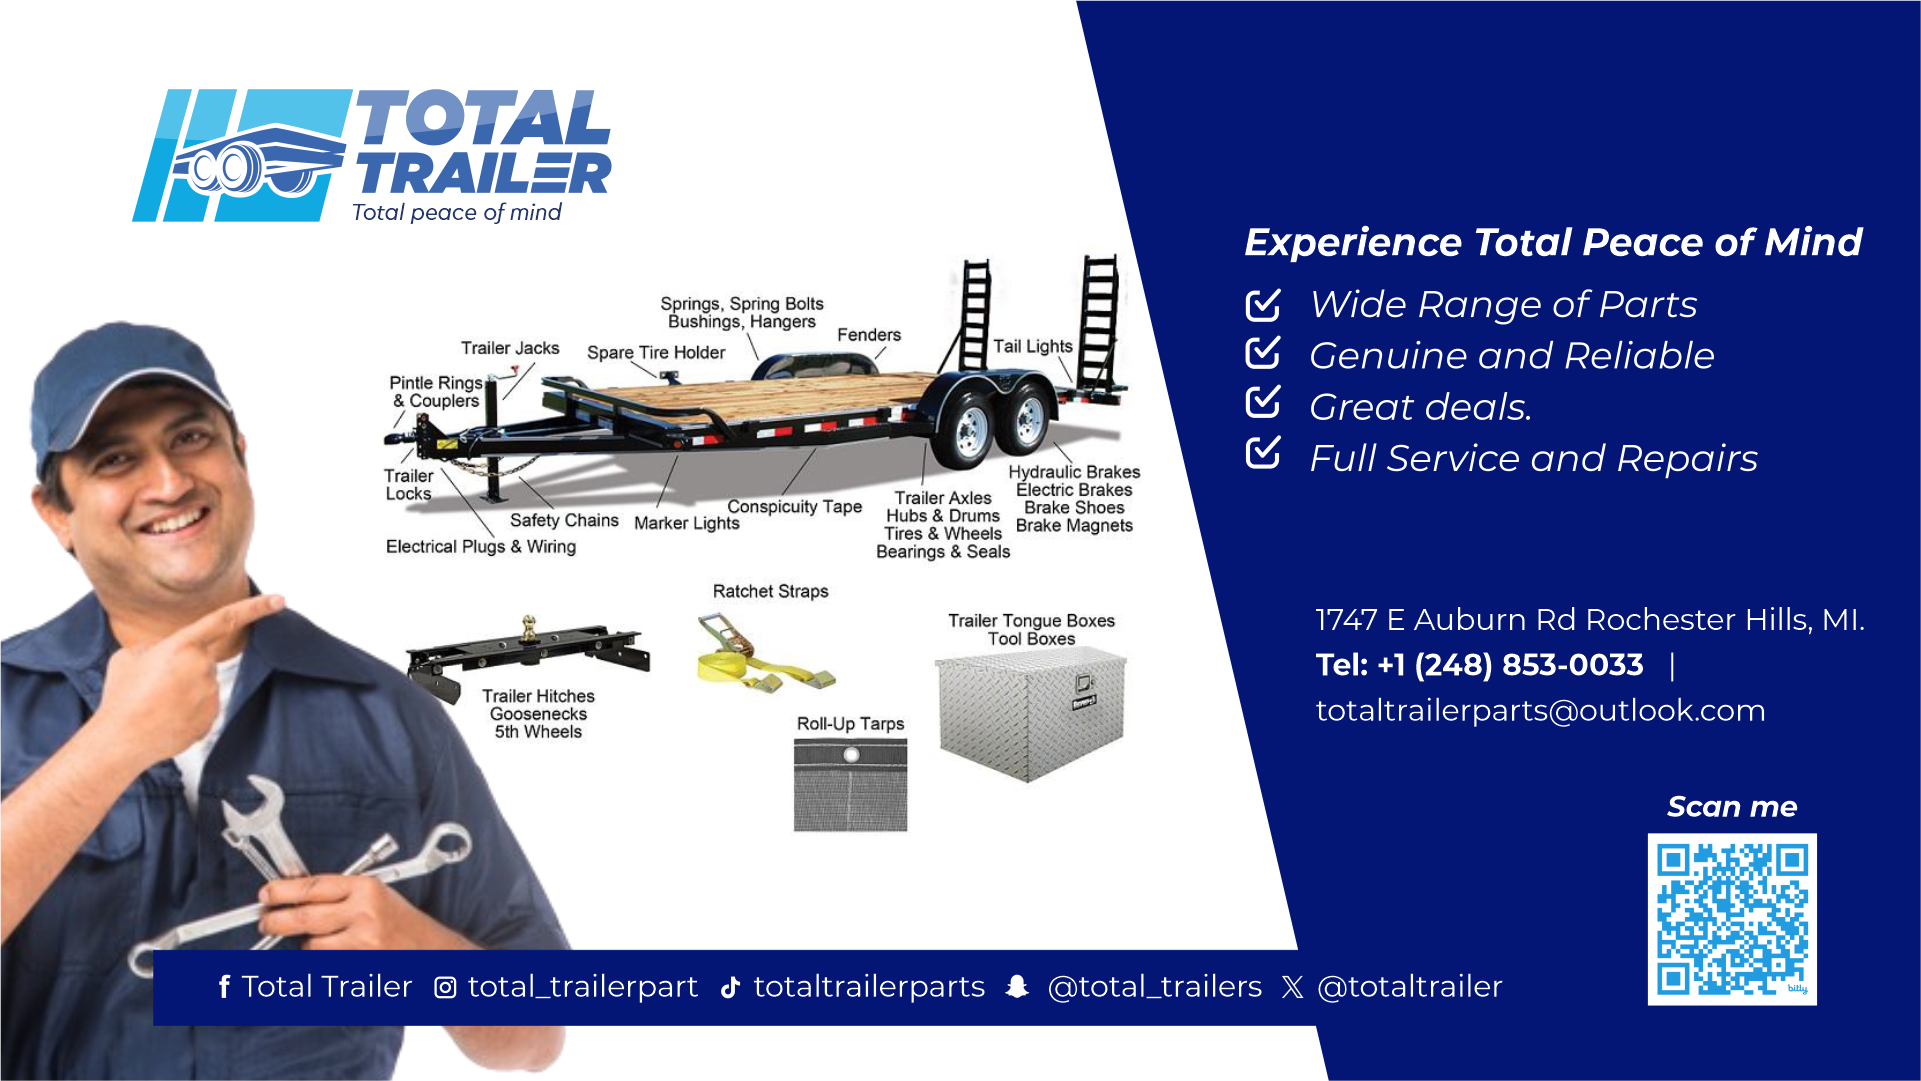 TOTAL
TRAILER
Total peace of mind
Springs, Spring Bolts
Bushings, Hangers
Fenders
Trailer Jacks
Spare Tire Holder
Tail Lights
Pintle Rings
& Couplers
Trailer
Locks
Safety Chains
Electrical Plugs & Wiring
Marker Lights
Conspicuity Tape
Trailer Axles
Hubs & Drums
Tires & Wheels
Bearings & Seals
Hydraulic Brakes
Electric Brakes
Brake Shoes
Brake Magnets
Ratchet Straps
Trailer Tongue Boxes
Tool Boxes
Trailer Hitches
Goosenecks
5th Wheels
Roll-Up Tarps
Experience Total Peace of Mind
Wide Range of Parts
Genuine and Reliable
Great deals.
Full Service and Repairs
1747 E Auburn Rd Rochester Hills, MI.
Tel: +1 (248) 853-0033 |
totaltrailerparts@outlook.com
Scan me
bitly
f Total Trailer total_trailerpart totaltrailerparts @total_trailers X @totaltrailer